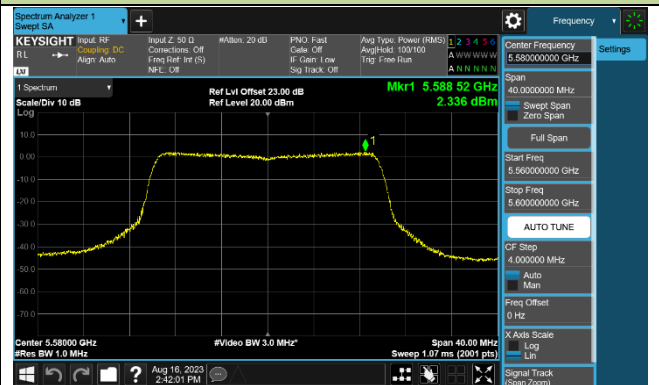 Spectrum Analyzer 1
Swept SA
Frequency
KEYSIGHT
RL
LXI
Input: RF
Coupling: DC
Align: Auto
Input Z: 50 Ω
Corrections: Off
Freq Ref: Int (S)
NFE: Off
#Atten: 20 dB
PNO: Fast
Gate: Off
IF Gain: Low
Sig Track: Off
Avg Type: Power (RMS)
Avg|Hold: 100/100
Trig: Free Run
1 2 3 4 5 6
A W W W W W
A N N N N N
Center Frequency
5.580000000 GHz
Settings
Span
40.0000000 MHz
Swept Span
Zero Span
Full Span
Start Freq
5.560000000 GHz
Stop Freq
5.600000000 GHz
AUTO TUNE
CF Step
4.000000 MHz
Auto
Man
Freq Offset
0 Hz
X Axis Scale
Log
Lin
Signal Track
(Span Zoom)
1 Spectrum
Scale/Div 10 dB
Log
Ref Lvl Offset 23.00 dB
Ref Level 20.00 dBm
Mkr1 5.588 52 GHz
2.336 dBm
1
10.0
0.00
-10.0
-20.0
-30.0
-40.0
-50.0
-60.0
-70.0
Center 5.58000 GHz
#Res BW 1.0 MHz
#Video BW 3.0 MHz*
Span 40.00 MHz
Sweep 1.07 ms (2001 pts)
?
Aug 16, 2023
2:42:01 PM